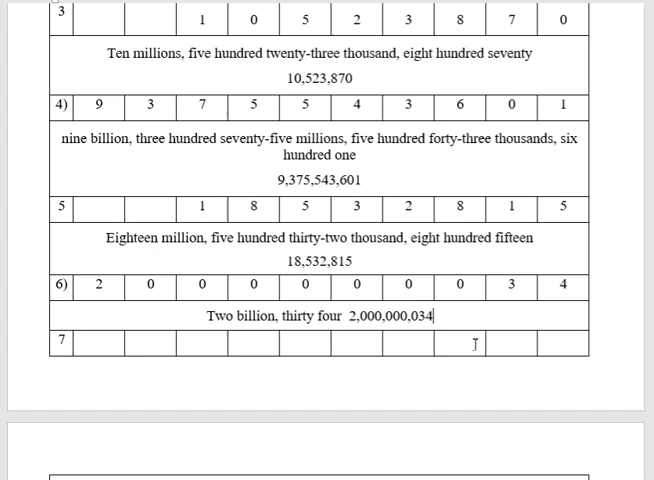 3 1 0 5 2 3 8 7 0
Ten millions, five hundred twenty-three thousand, eight hundred seventy
10,523,870
4) 9 3 7 5 5 4 3 6 0 1
nine billion, three hundred seventy-five millions, five hundred forty-three thousands, six
hundred one
9,375,543,601
5 1 8 5 3 2 8 1 5
Eighteen million, five hundred thirty-two thousand, eight hundred fifteen
18,532,815
6) 2 0 0 0 0 0 0 0 3 4
Two billion, thirty four 2,000,000,034
7